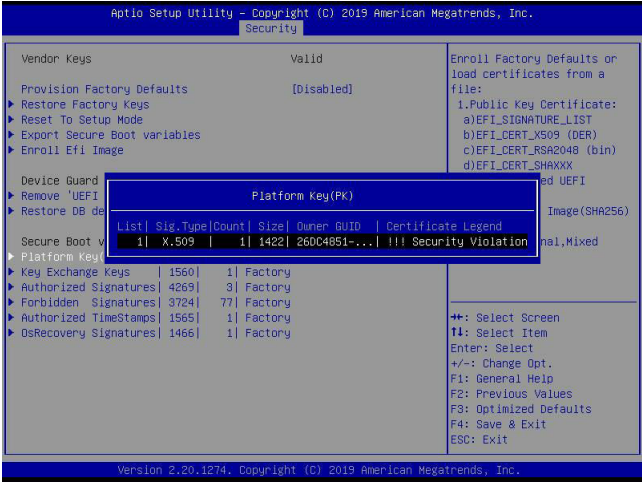 Aptio Setup Utility – Copyright (C) 2019 American Megatrends, Inc.
Security
Vendor Keys Valid
Provision Factory Defaults [Disabled]
Restore Factory Keys
Reset To Setup Mode
Export Secure Boot variables
Enroll Efi Image
Device Guard
Remove 'UEFI
Restore DB de
Secure Boot v
Platform Key(
Key Exchange Keys | 1560| 1| Factory
Authorized Signatures| 4269| 3| Factory
Forbidden Signatures| 3724| 77| Factory
Authorized TimeStamps| 1565| 1| Factory
OsRecovery Signatures| 1466| 1| Factory
Platform Key(PK)
List| Sig.Type|Count| Size| Owner GUID | Certificate Legend
1| X.509 | 1| 1422| 26DC4851-...| !!! Security Violation
Enroll Factory Defaults or
load certificates from a
file:
1.Public Key Certificate:
a)EFI_SIGNATURE_LIST
b)EFI_CERT_X509 (DER)
c)EFI_CERT_RSA2048 (bin)
d)EFI_CERT_SHAXXX
ed UEFI
Image(SHA256)
nal,Mixed
→←: Select Screen
↑↓: Select Item
Enter: Select
+/-: Change Opt.
F1: General Help
F2: Previous Values
F3: Optimized Defaults
F4: Save & Exit
ESC: Exit
Version 2.20.1274. Copyright (C) 2019 American Megatrends, Inc.